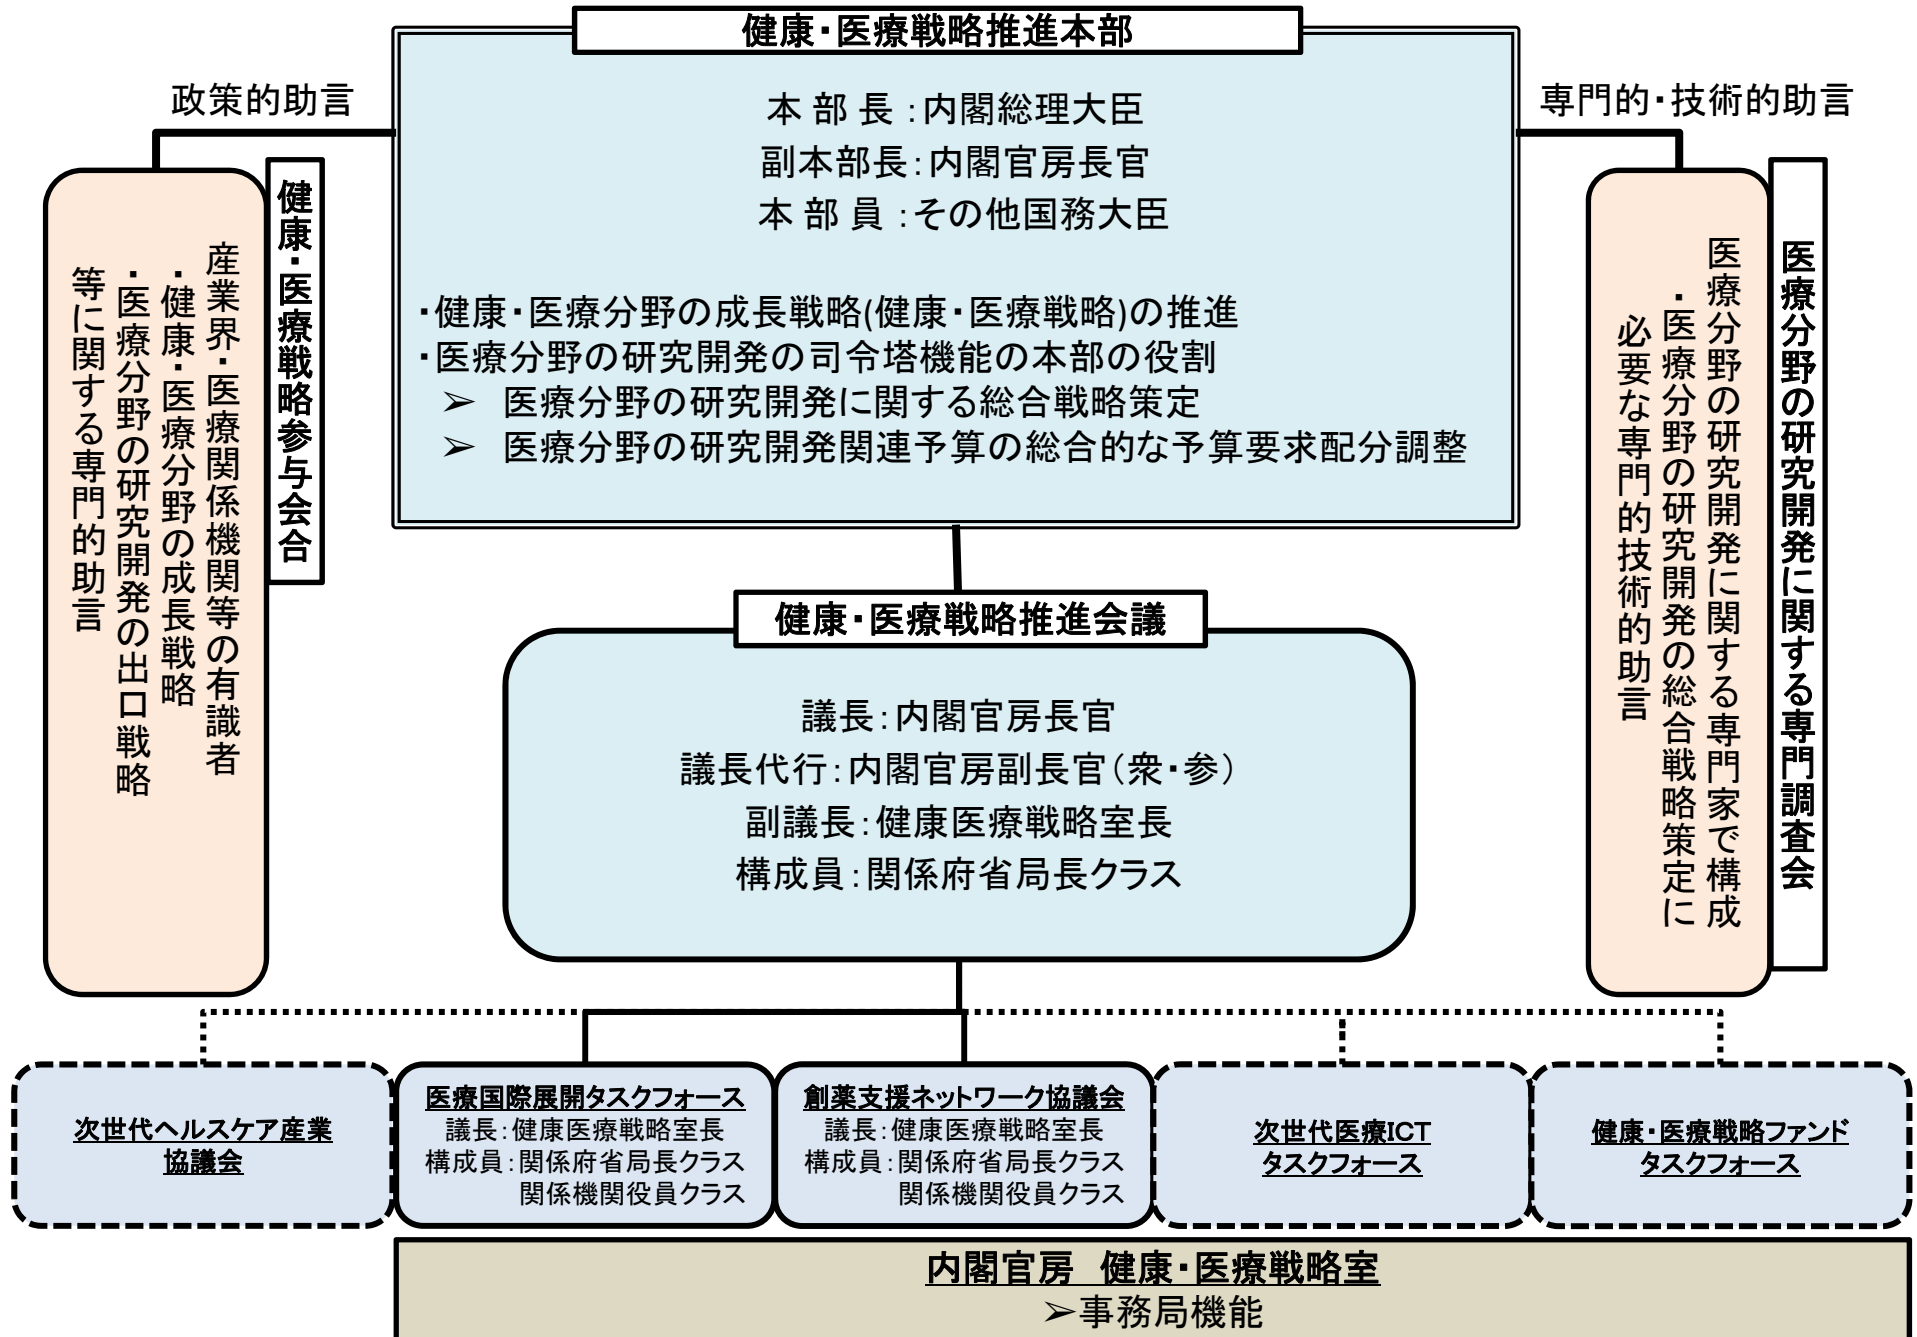 健康・医療戦略推進本部
政策的助言
専門的・技術的助言
本 部 長 ：内閣総理大臣
副本部長：内閣官房長官
本 部 員 ：その他国務大臣
・健康・医療分野の成長戦略(健康・医療戦略)の推進
・医療分野の研究開発の司令塔機能の本部の役割
➢ 医療分野の研究開発に関する総合戦略策定
➢ 医療分野の研究開発関連予算の総合的な予算要求配分調整
健康・医療戦略参与会合
産業界・医療関係機関等の有識者
・健康・医療分野の成長戦略
・医療分野の研究開発の出口戦略
等に関する専門的助言
医療分野の研究開発に関する専門調査会
医療分野の研究開発に関する専門家で構成
・医療分野の研究開発の総合戦略策定に
必要な専門的技術的助言
健康・医療戦略推進会議
議長：内閣官房長官
議長代行：内閣官房副長官（衆・参）
副議長：健康医療戦略室長
構成員：関係府省局長クラス
次世代ヘルスケア産業
協議会
医療国際展開タスクフォース
議長：健康医療戦略室長
構成員：関係府省局長クラス
関係機関役員クラス
創薬支援ネットワーク協議会
議長：健康医療戦略室長
構成員：関係府省局長クラス
関係機関役員クラス
次世代医療ICT
タスクフォース
健康・医療戦略ファンド
タスクフォース
内閣官房　健康・医療戦略室
➢事務局機能